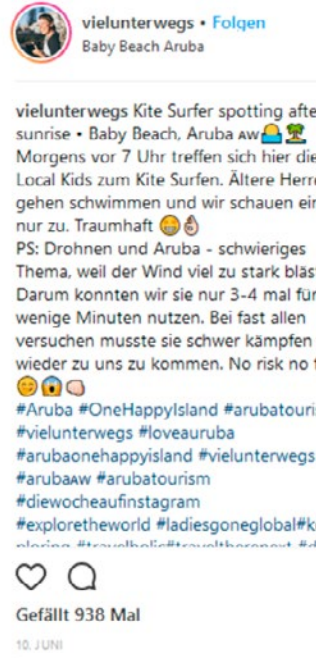 vielunterwegs • Folgen
Baby Beach Aruba
vielunterwegs Kite Surfer spotting afte
sunrise • Baby Beach, Aruba AW🌅🏝
Morgens vor 7 Uhr treffen sich hier die
Local Kids zum Kite Surfen. Ältere Herre
gehen schwimmen und wir schauen ein
nur zu. Traumhaft 😁👌
PS: Drohnen und Aruba - schwieriges
Thema, weil der Wind viel zu stark bläst
Darum konnten wir sie nur 3-4 mal für
wenige Minuten nutzen. Bei fast allen
versuchen musste sie schwer kämpfen
wieder zu uns zu kommen. No risk no f
😊😱👊
#Aruba #OneHappyIsland #arubatouri
#vielunterwegs #loveauruba
#arubaonehappyisland #vielunterwegs
#arubaAW #arubatourism
#diewocheaufinstagram
#exploretheworld #ladiesgoneglobal#k
Gefällt 938 Mal
10. JUNI